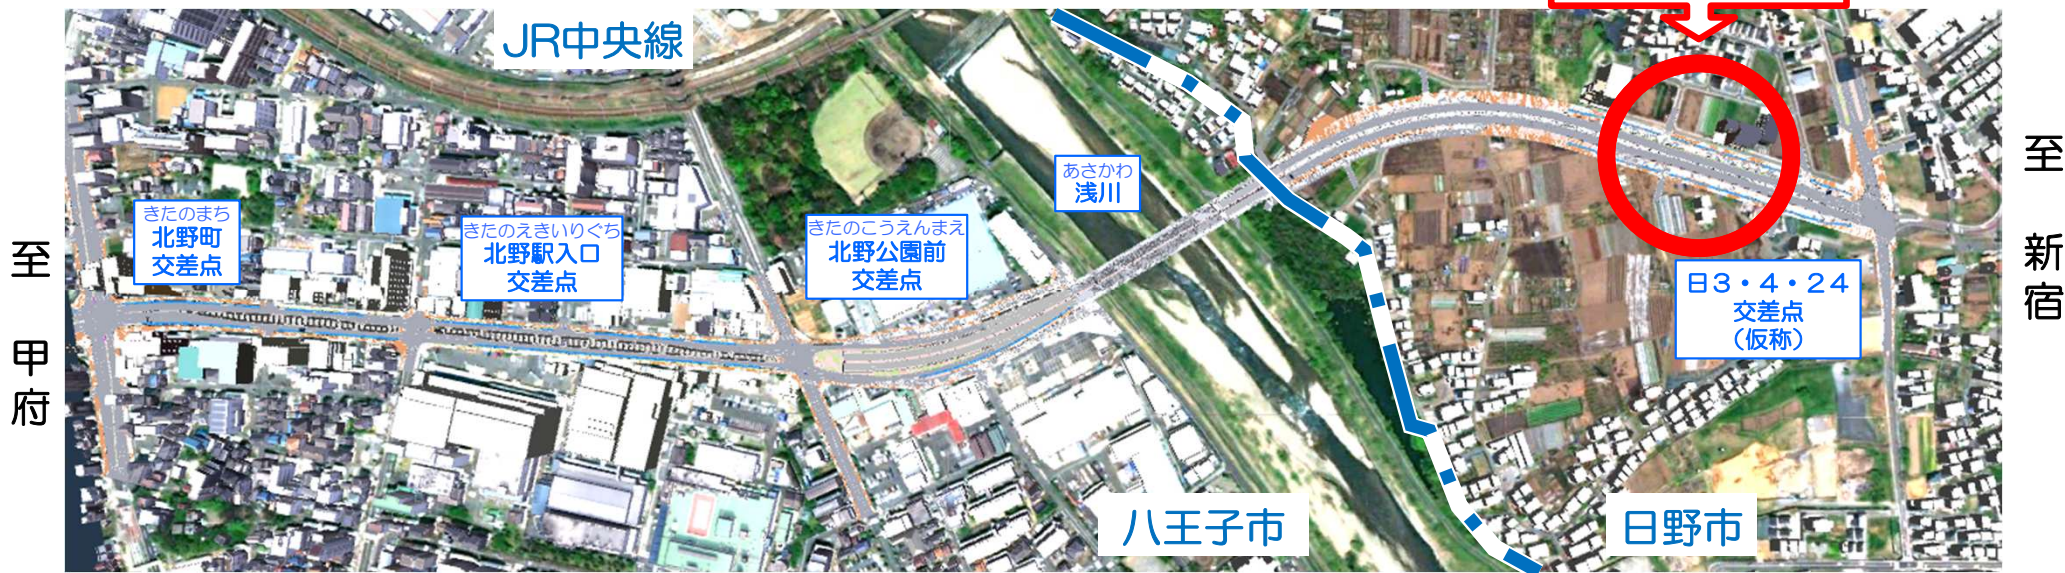 JR中央線
至
甲
府
きたのまち
北野町
交差点
きたのえきいりぐち
北野駅入口
交差点
きたのこうえんまえ
北野公園前
交差点
あさかわ
浅川
日3・4・24
交差点
(仮称)
至
新
宿
八王子市
日野市